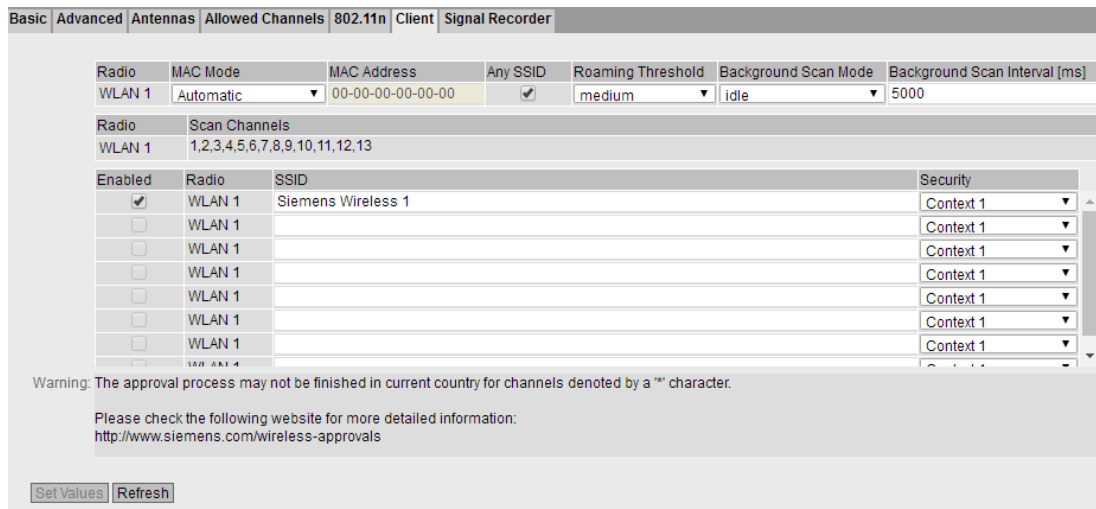 Basic Advanced Antennas Allowed Channels 802.11n Client Signal Recorder
Radio MAC Mode MAC Address Any SSID Roaming Threshold Background Scan Mode Background Scan Interval [ms]
WLAN 1 Automatic 00-00-00-00-00-00 medium idle 5000
Radio Scan Channels
WLAN 1 1,2,3,4,5,6,7,8,9,10,11,12,13
Enabled Radio SSID Security
WLAN 1 Siemens Wireless 1 Context 1
WLAN 1 Context 1
WLAN 1 Context 1
WLAN 1 Context 1
WLAN 1 Context 1
WLAN 1 Context 1
WLAN 1 Context 1
Warning: The approval process may not be finished in current country for channels denoted by a '*' character.
Please check the following website for more detailed information:
http://www.siemens.com/wireless-approvals
Set Values Refresh